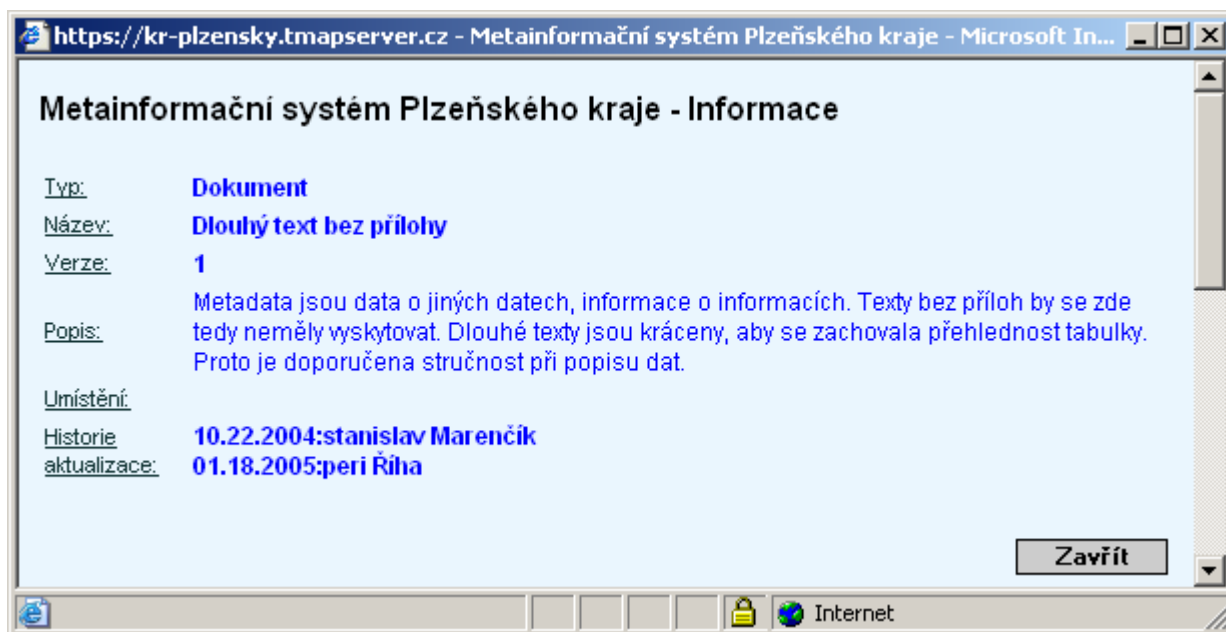 https://kr-plzensky.tmapserver.cz - Metainformační systém Plzeňského kraje - Microsoft In...
Metainformační systém Plzeňského kraje - Informace
Typ: Dokument
Název: Dlouhý text bez přílohy
Verze: 1
Popis: Metadata jsou data o jiných datech, informace o informacích. Texty bez příloh by se zde
tedy neměly vyskytovat. Dlouhé texty jsou kráceny, aby se zachovala přehlednost tabulky.
Proto je doporučena stručnost při popisu dat.
Umístění:
Historie 10.22.2004:stanislav Marenčík
aktualizace: 01.18.2005:peri Říha
Zavřít
Internet